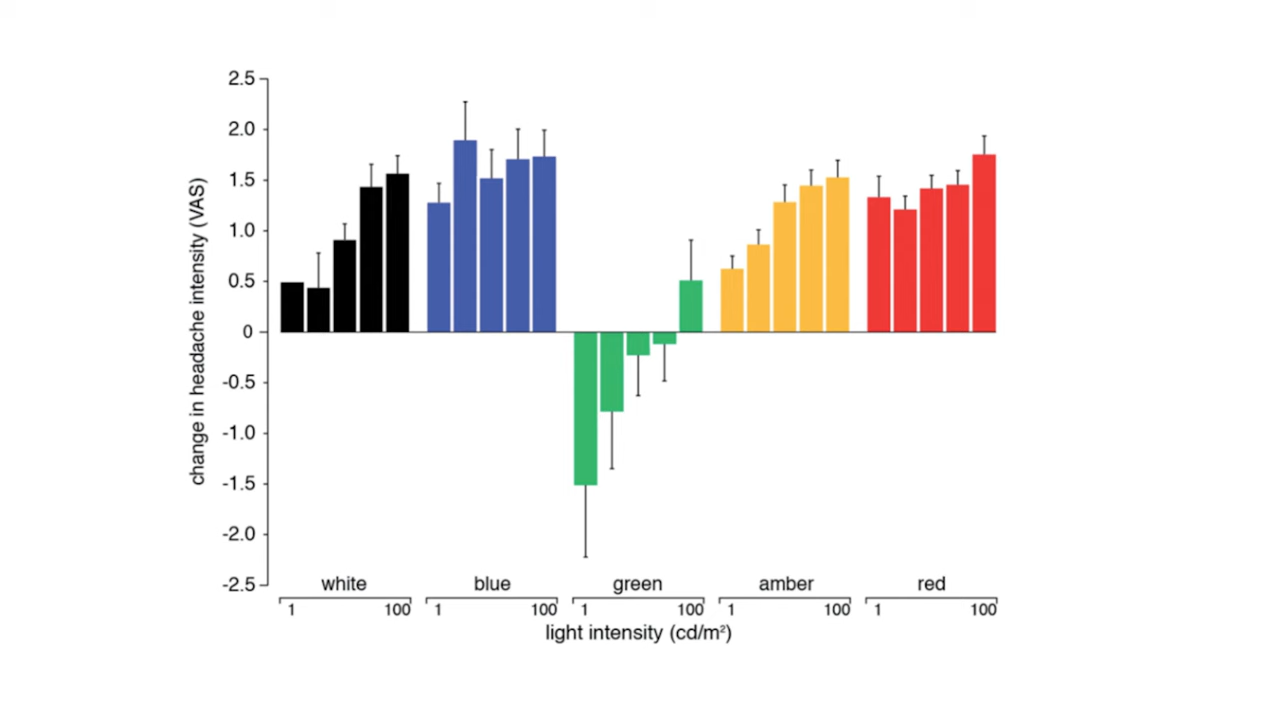 change in headache intensity (VAS)
2.5
2.0
1.5
1.0
0.5
0
-0.5
-1.0
-1.5
-2.0
-2.5
white blue green amber red
1 100 1 100 1 100 1 100 1 100
light intensity (cd/m²)